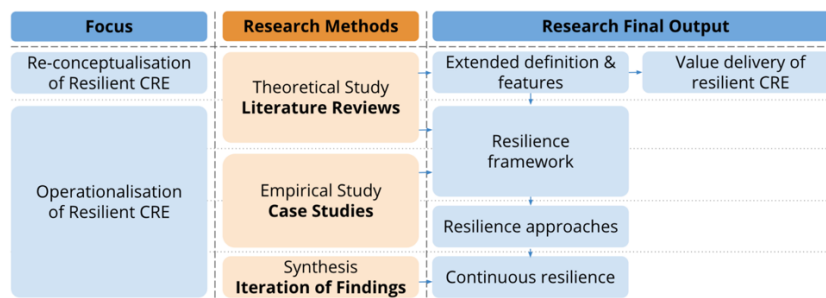 Focus
Research Methods
Research Final Output
Re-conceptualisation
of Resilient CRE
Theoretical Study
Literature Reviews
Extended definition &
features
Value delivery of
resilient CRE
Resilience
framework
Operationalisation
of Resilient CRE
Empirical Study
Case Studies
Resilience approaches
Synthesis
Iteration of Findings
Continuous resilience